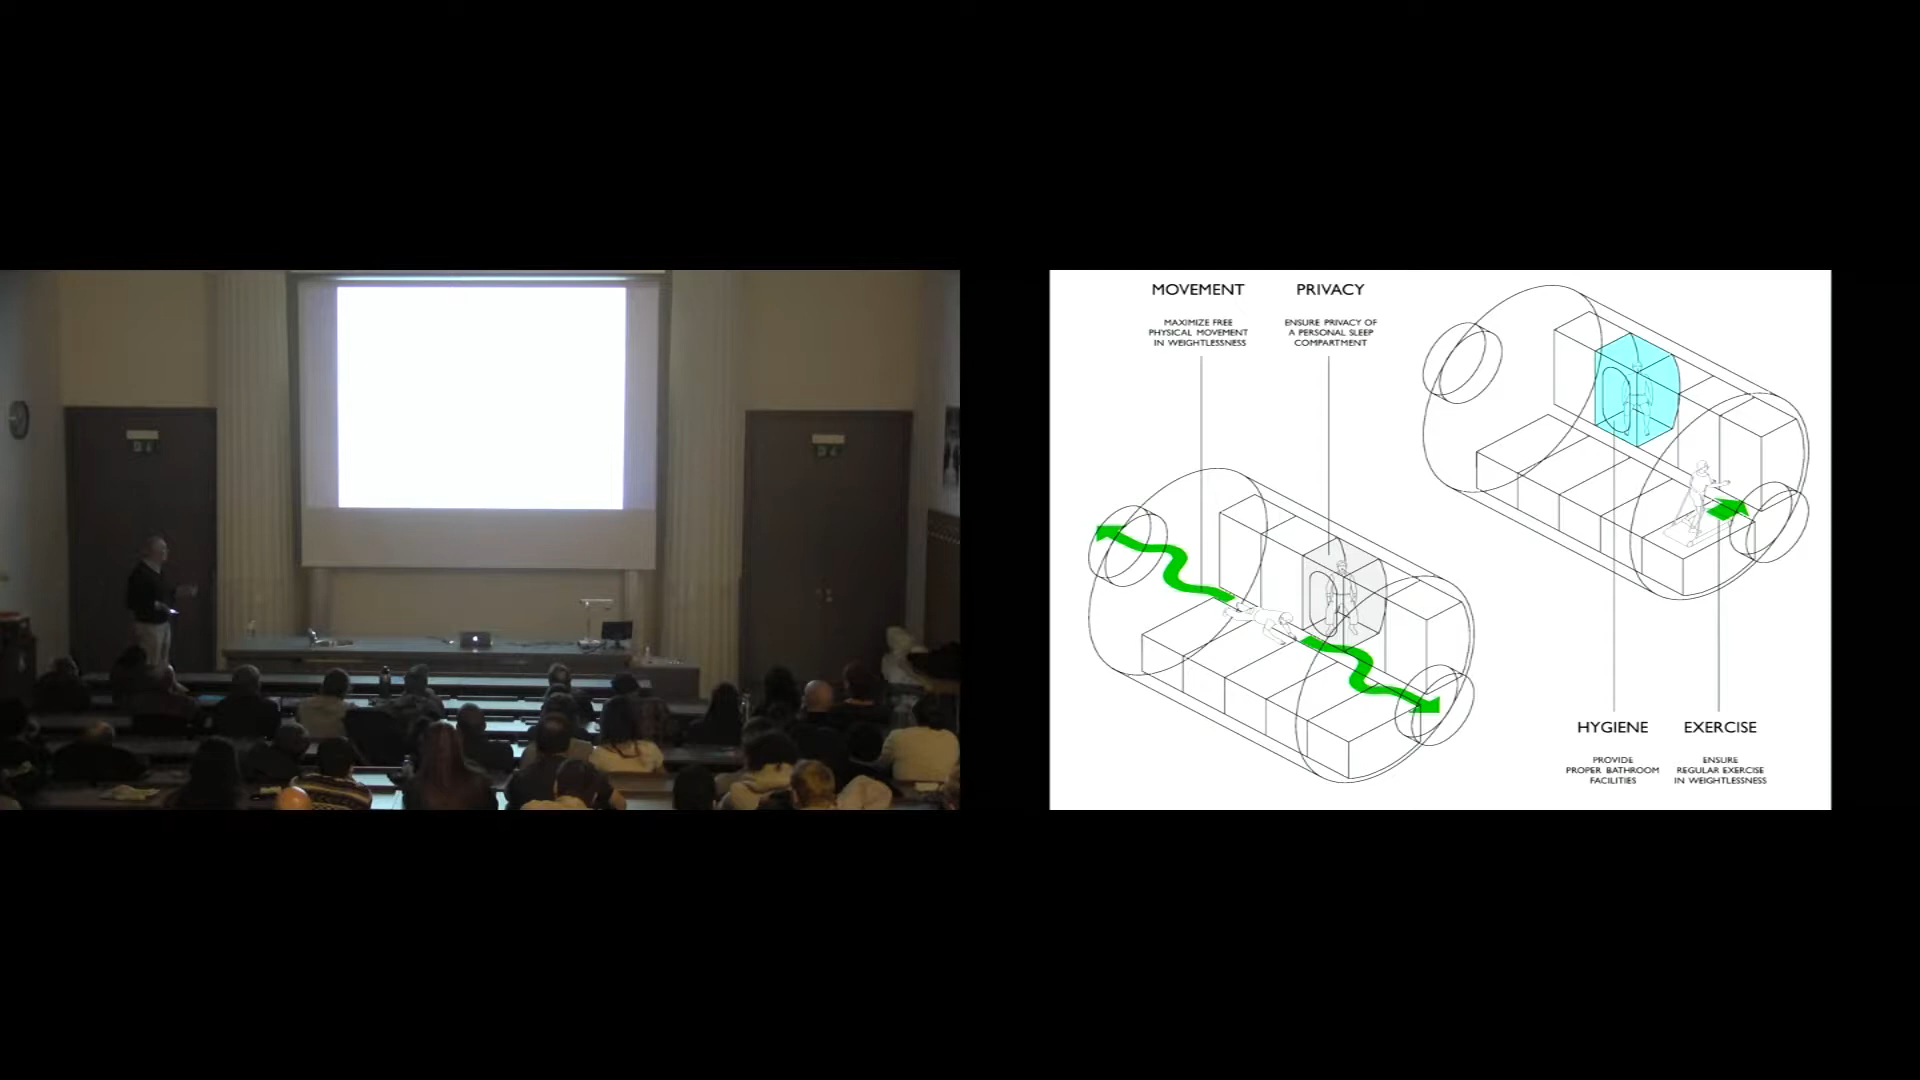 MOVEMENT
MAXIMIZE FREE
PHYSICAL MOVEMENT
IN WEIGHTLESSNESS
PRIVACY
ENSURE PRIVACY OF
A PERSONAL SLEEP
COMPARTMENT
HYGIENE
PROVIDE
PROPER BATHROOM
FACILITIES
EXERCISE
ENSURE
REGULAR EXERCISE
IN WEIGHTLESSNESS